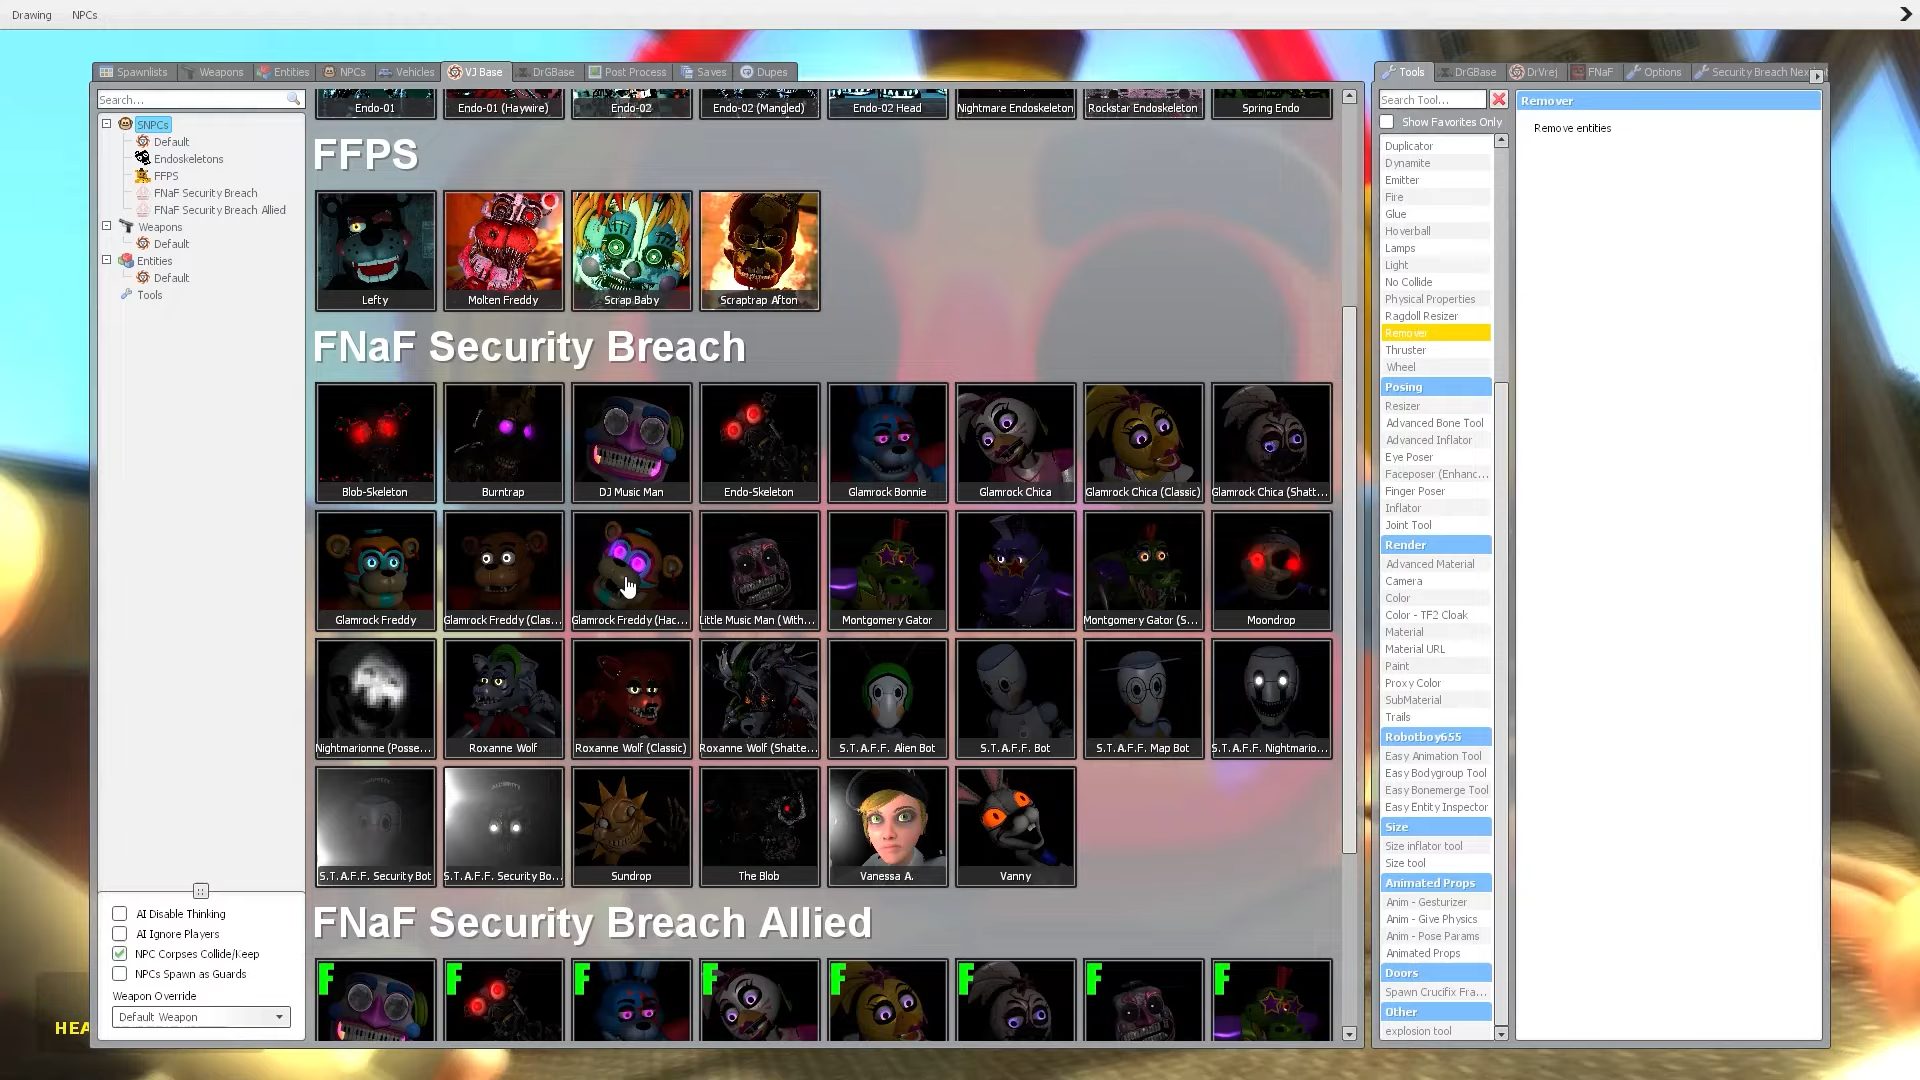 Drawing NPCs
Spawnlists Weapons Entities NPCs Vehicles VJ Base DrGBase Post Process Saves Dupes
Tools DrGBase DrVrej FNaF Options Security Breach
Search...
SNPCs
Default
Endoskeletons
FFPS
FNaF Security Breach
FNaF Security Breach Allied
Weapons
Default
Entities
Default
Tools
AI Disable Thinking
AI Ignore Players
NPC Corpses Collide/Keep
NPCs Spawn as Guards
Weapon Override
Default Weapon
HEA
Endo-01 Endo-01 (Haywire) Endo-02 Endo-02 (Mangled) Endo-02 Head Nightmare Endoskeleton Rockstar Endoskeleton Spring Endo
FFPS
Lefty Molten Freddy Scrap Baby Scraptrap Afton
FNaF Security Breach
Blob-Skeleton Burntrap DJ Music Man Endo-Skeleton Glamrock Bonnie Glamrock Chica Glamrock Chica (Classic) Glamrock Chica (Shatt...
Glamrock Freddy Glamrock Freddy (Clas... Glamrock Freddy (Hac... Little Music Man (With... Montgomery Gator Montgomery Gator (S... Moondrop
Nightmarionne (Posse... Roxanne Wolf Roxanne Wolf (Classic) Roxanne Wolf (Shatte... S.T.A.F.F. Alien Bot S.T.A.F.F. Bot S.T.A.F.F. Map Bot S.T.A.F.F. Nightmario...
S.T.A.F.F. Security Bot S.T.A.F.F. Security Bo... Sundrop The Blob Vanessa A. Vanny
FNaF Security Breach Allied
F F F F F F F F
Search Tool...
Show Favorites Only
Duplicator
Dynamite
Emitter
Fire
Glue
Hoverball
Lamps
Light
No Collide
Physical Properties
Ragdoll Resizer
Remover
Thruster
Wheel
Posing
Resizer
Advanced Bone Tool
Advanced Inflator
Eye Poser
Faceposer (Enhanc...
Finger Poser
Inflator
Joint Tool
Render
Advanced Material
Camera
Color
Color - TF2 Cloak
Material
Material URL
Paint
Proxy Color
SubMaterial
Trails
Robotboy655
Easy Animation Tool
Easy Bodygroup Tool
Easy Bonemerge Tool
Easy Entity Inspector
Size
Size inflator tool
Size tool
Animated Props
Anim - Gesturizer
Anim - Give Physics
Anim - Pose Params
Animated Props
Doors
Spawn Crucifix Fra...
Other
explosion tool
Remover
Remove entities